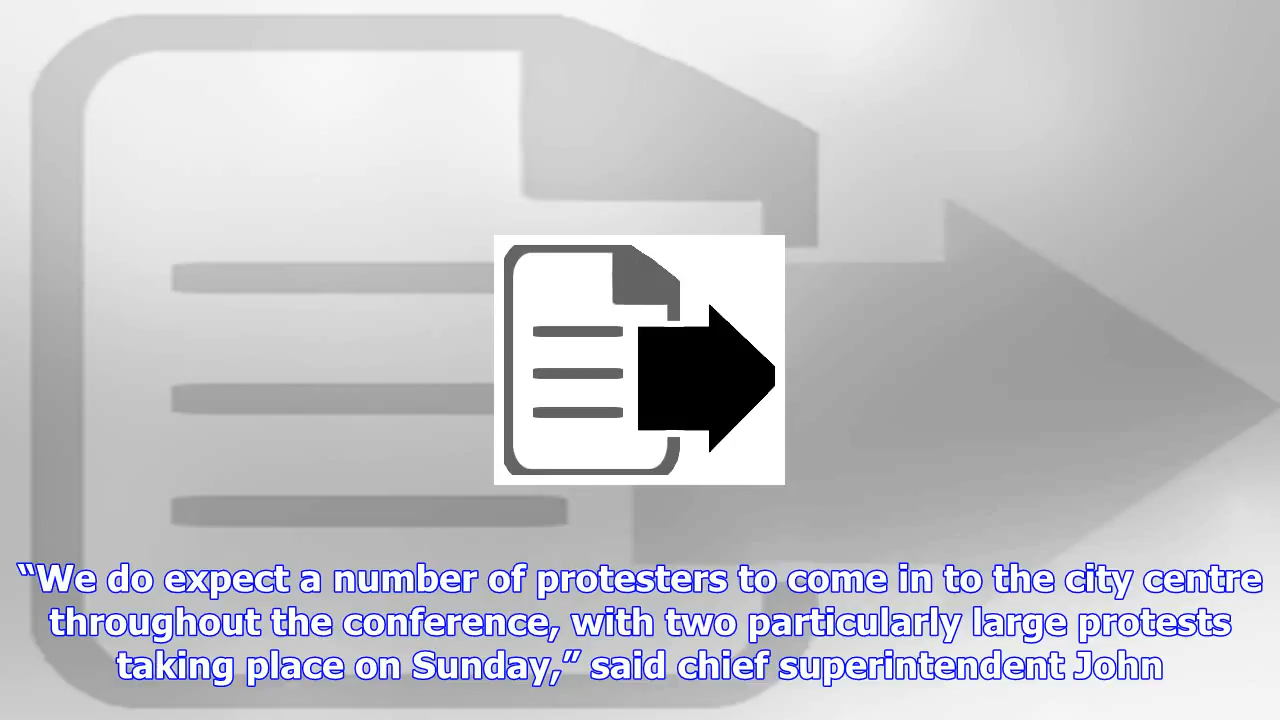 “We do expect a number of protesters to come in to the city centre
throughout the conference, with two particularly large protests
taking place on Sunday,” said chief superintendent John